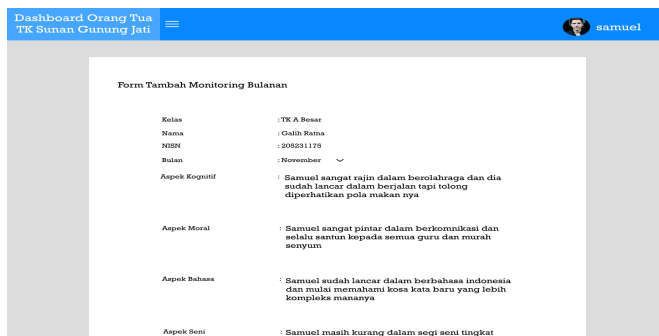 Dashboard Orang Tua
TK Sunan Gunung Jati
samuel
Form Tambah Monitoring Bulanan
Kelas : TK A Besar
Nama : Galih Ratna
NISN : 205231175
Bulan : November
Aspek Kognitif : Samuel sangat rajin dalam berolahraga dan dia
sudah lancar dalam berjalan tapi tolong
diperhatikan pola makan nya
Aspek Moral : Samuel sangat pintar dalam berkomnikasi dan
selalu santun kepada semua guru dan murah
senyum
Aspek Bahasa : Samuel sudah lancar dalam berbahasa indonesia
dan mulai memahami kosa kata baru yang lebih
kompleks mananya
Aspek Seni : Samuel masih kurang dalam segi seni tingkat